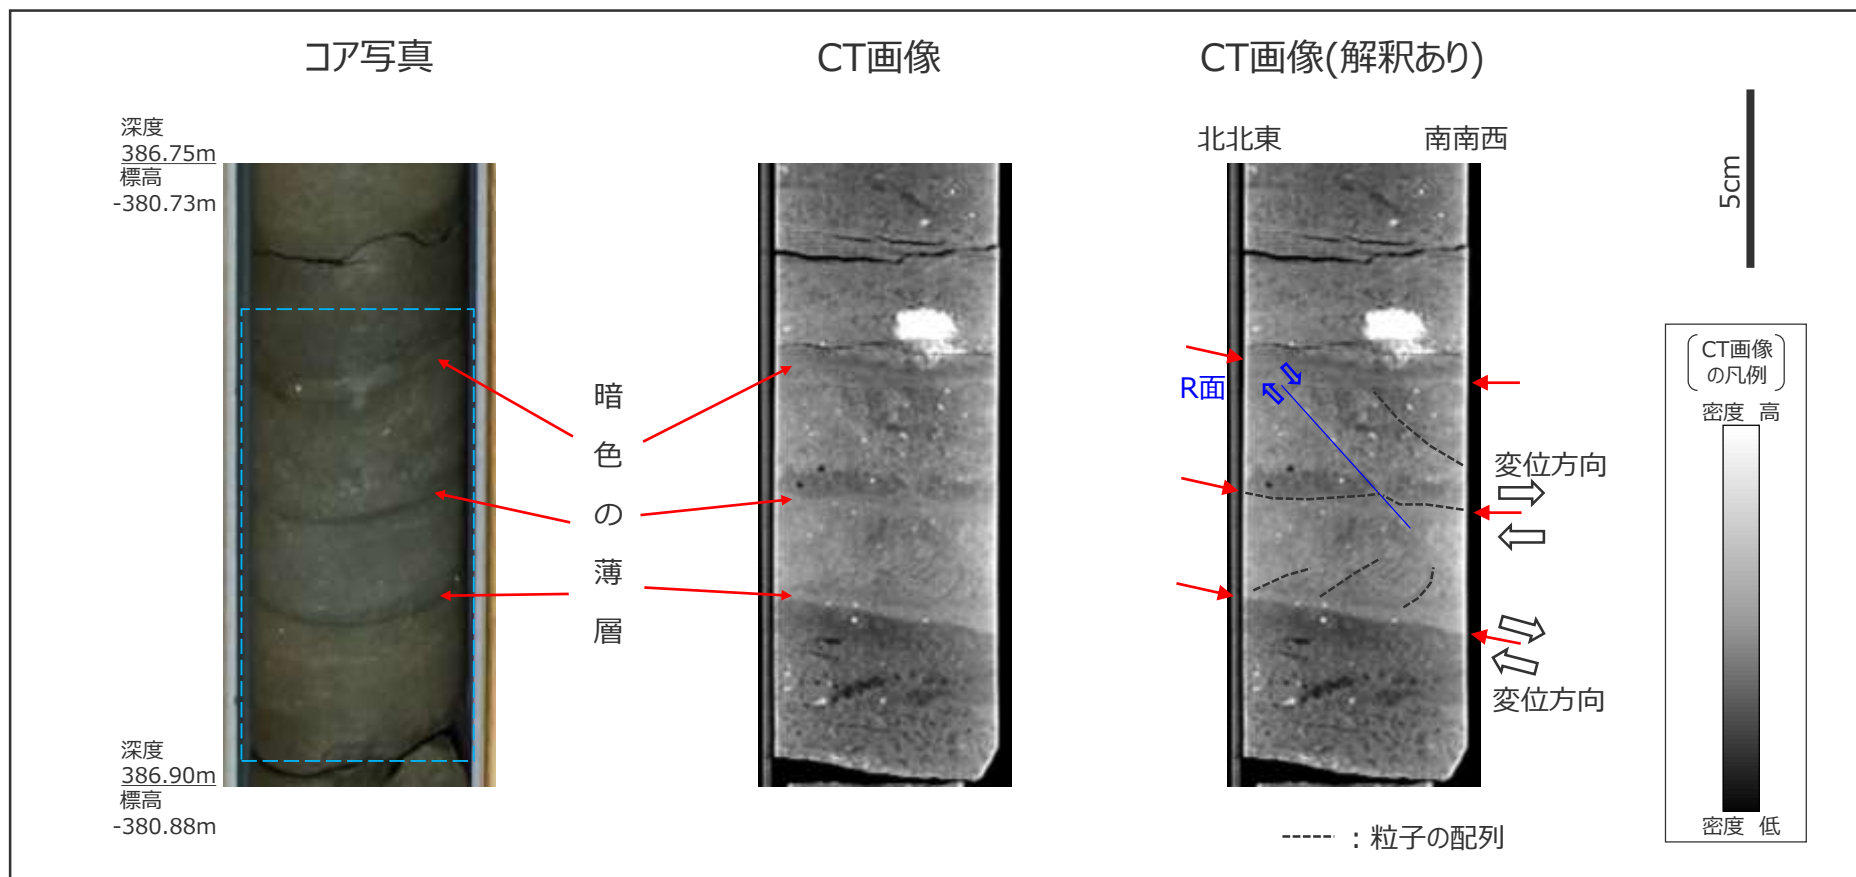 コア写真
CT画像
CT画像(解釈あり)
深度
386.75m
標高
-380.73m
北北東
南南西
5cm
暗色の薄層
R面
変位方向
変位方向
CT画像
の凡例
密度 高
密度 低
深度
386.90m
標高
-380.88m
：粒子の配列